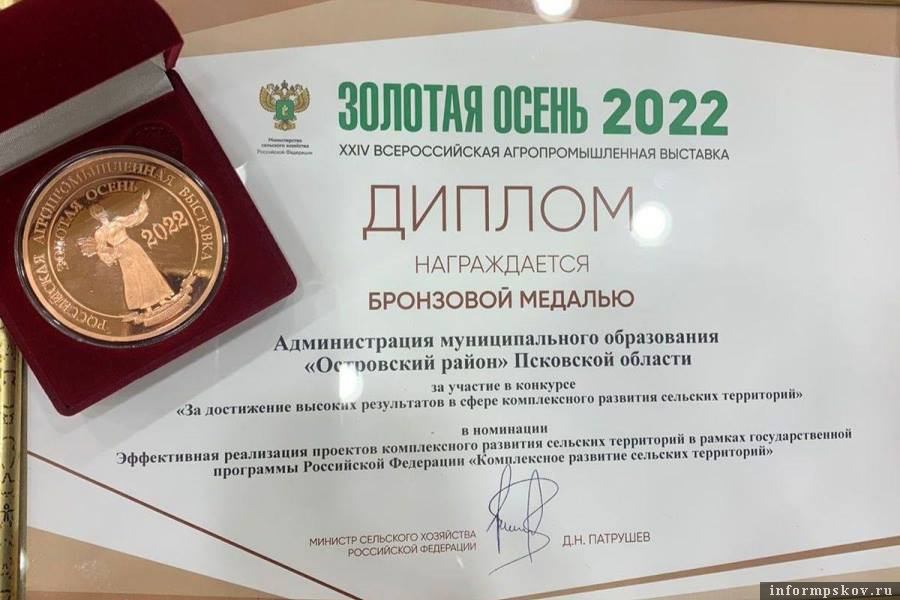 Министерство
сельского хозяйства
Российской Федерации
ЗОЛОТАЯ ОСЕНЬ 2022
XXIV ВСЕРОССИЙСКАЯ АГРОПРОМЫШЛЕННАЯ ВЫСТАВКА
ДИПЛОМ
НАГРАЖДАЕТСЯ
БРОНЗОВОЙ МЕДАЛЬЮ
Администрация муниципального образования
«Островский район» Псковской области
за участие в конкурсе
«За достижение высоких результатов в сфере комплексного развития сельских территорий»
в номинации
Эффективная реализация проектов комплексного развития сельских территорий в рамках государственной
программы Российской Федерации «Комплексное развитие сельских территорий»
МИНИСТР СЕЛЬСКОГО ХОЗЯЙСТВА
РОССИЙСКОЙ ФЕДЕРАЦИИ
Д.Н. ПАТРУШЕВ
РОССИЙСКАЯ АГРОПРОМЫШЛЕННАЯ ВЫСТАВКА
ЗОЛОТАЯ ОСЕНЬ
2022
informpskov.ru